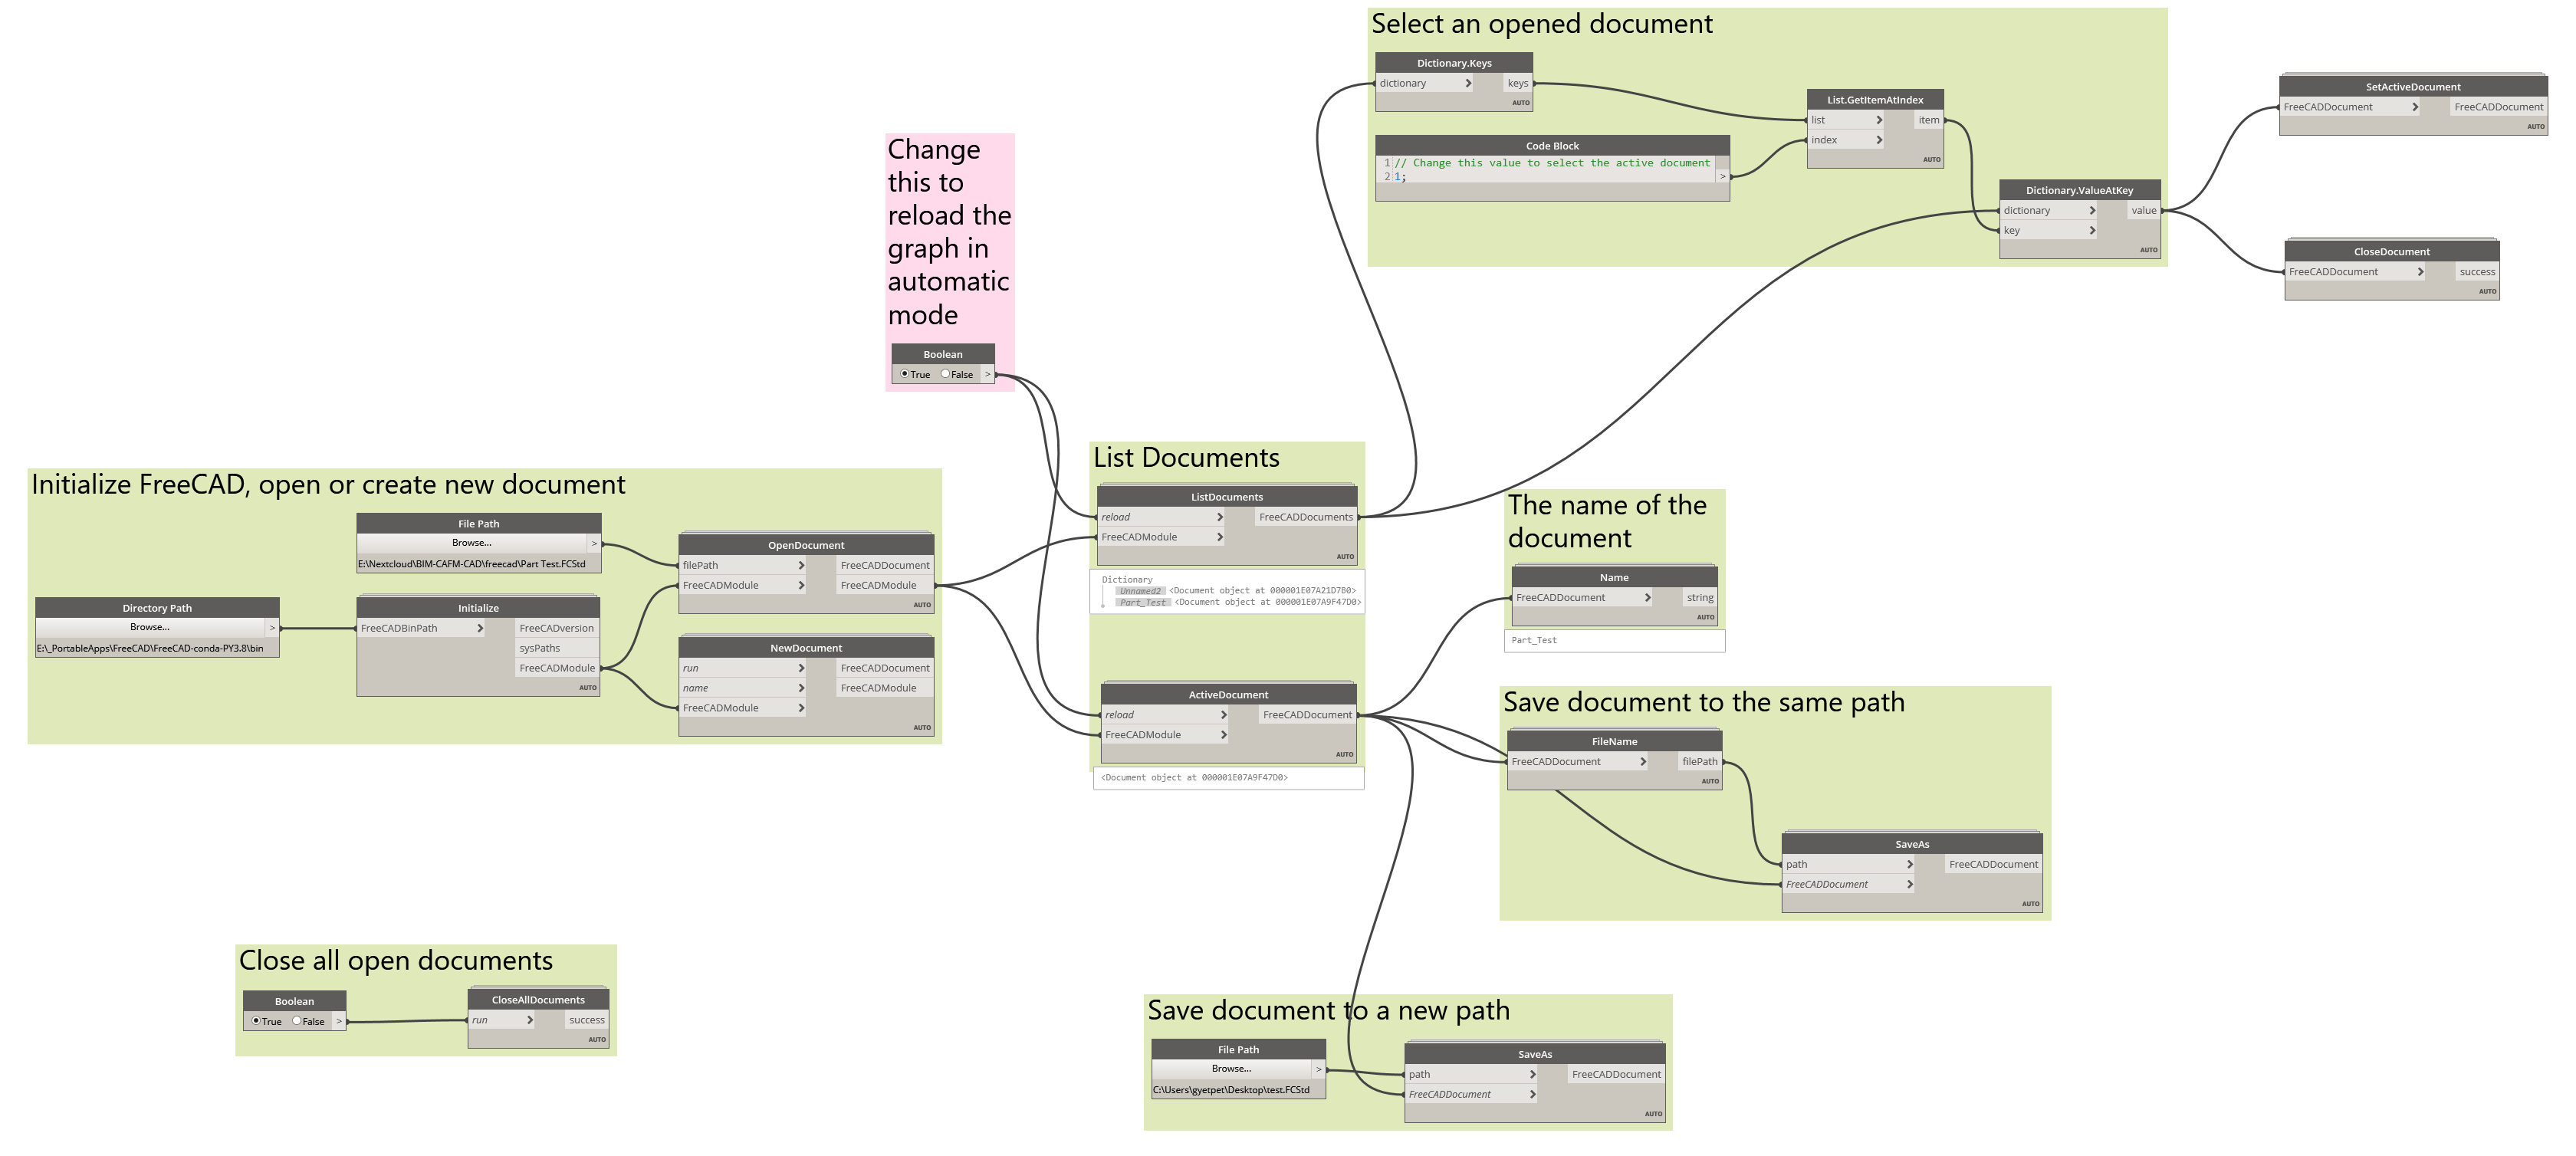 Select an opened document
Dictionary.Keys
dictionary > keys
AUTO
Code Block
1 // Change this value to select the active document
2 1;
>
List.GetItemAtIndex
list > item
index >
AUTO
Dictionary.ValueAtKey
dictionary > value
key >
AUTO
SetActiveDocument
FreeCADDocument > FreeCADDocument
AUTO
CloseDocument
FreeCADDocument > success
AUTO
Change
this to
reload the
graph in
automatic
mode
Boolean
True False >
Initialize FreeCAD, open or create new document
File Path
Browse... >
E:\Nextcloud\BIM-CAFM-CAD\freecad\Part Test.FCStd
Directory Path
Browse... >
E:\_PortableApps\FreeCAD\FreeCAD-conda-PY3.8\bin
Initialize
FreeCADBinPath > FreeCADversion
sysPaths
FreeCADModule
AUTO
OpenDocument
filePath > FreeCADDocument
FreeCADModule > FreeCADModule
AUTO
NewDocument
run > FreeCADDocument
name > FreeCADModule
FreeCADModule >
AUTO
List Documents
ListDocuments
reload > FreeCADDocuments
FreeCADModule >
AUTO
Dictionary
Unnamed2 <Document object at 000001E07A21D7B0>
Part_Test <Document object at 000001E07A9F47D0>
ActiveDocument
reload > FreeCADDocument
FreeCADModule >
AUTO
<Document object at 000001E07A9F47D0>
The name of the
document
Name
FreeCADDocument > string
AUTO
Part_Test
Save document to the same path
FileName
FreeCADDocument > filePath
AUTO
SaveAs
path > FreeCADDocument
FreeCADDocument >
AUTO
Close all open documents
Boolean
True False >
CloseAllDocuments
run > success
AUTO
Save document to a new path
File Path
Browse... >
C:\Users\gyetpet\Desktop\test.FCStd
SaveAs
path > FreeCADDocument
FreeCADDocument >
AUTO